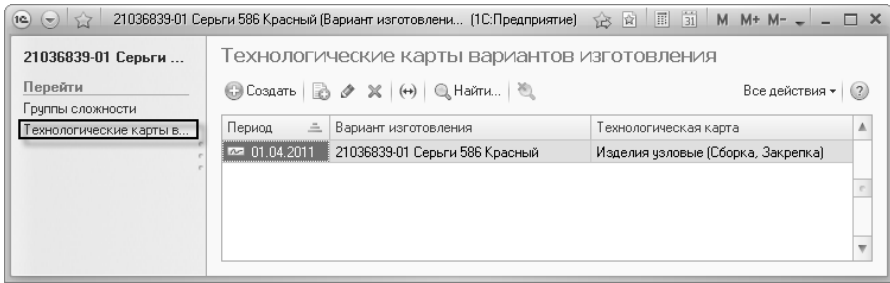 1С 21036839-01 Серьги 586 Красный (Вариант изготовлени... (1С:Предприятие) 31 M M+ M-
21036839-01 Серьги ...
Перейти
Группы сложности
Технологические карты в...
Технологические карты вариантов изготовления
Создать Найти... Все действия ?
Период Вариант изготовления Технологическая карта
01.04.2011 21036839-01 Серьги 586 Красный Изделия узловые (Сборка, Закрепка)